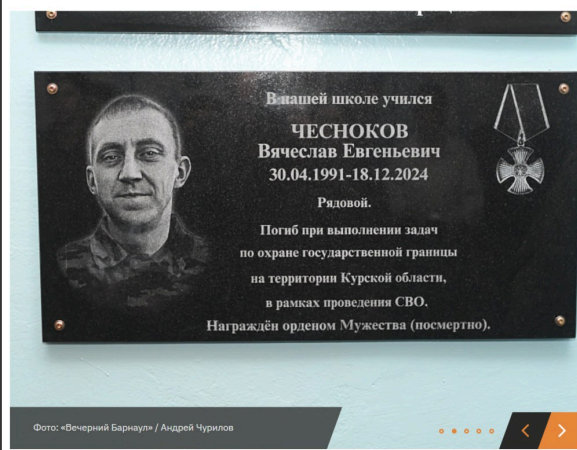 В нашей школе учился
ЧЕСНОКОВ
Вячеслав Евгеньевич
30.04.1991-18.12.2024
Рядовой.
Погиб при выполнении задач
по охране государственной границы
на территории Курской области,
в рамках проведения СВО.
Награждён орденом Мужества (посмертно).
Фото: «Вечерний Барнаул» / Андрей Чурилов